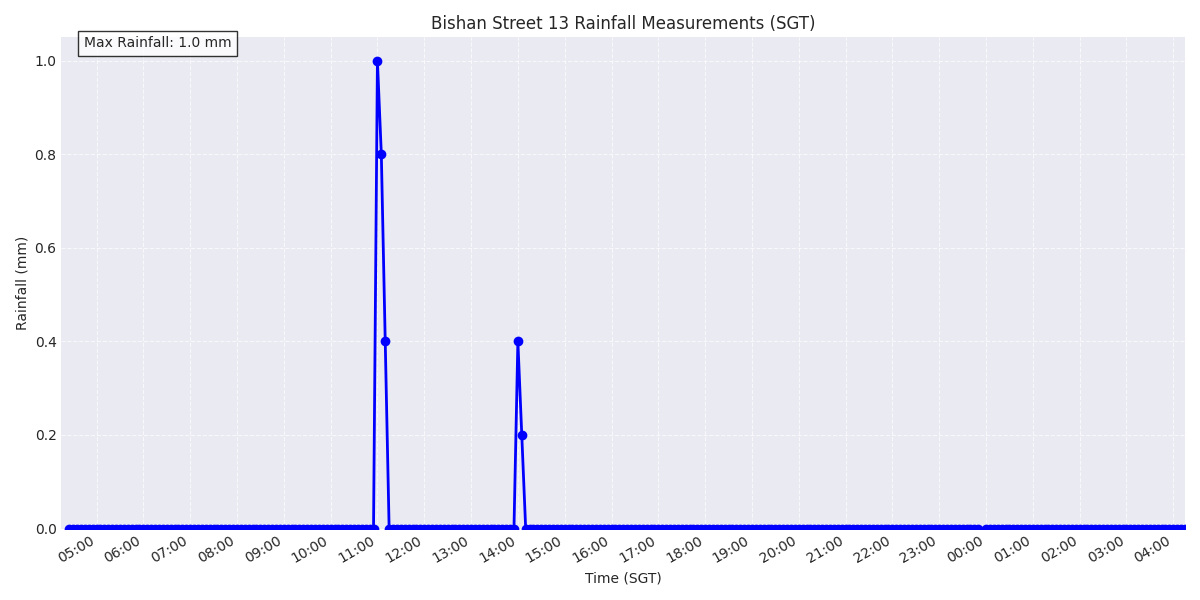 Bishan Street 13 Rainfall Measurements (SGT)
Max Rainfall: 1.0 mm
1.0
0.8
0.6
0.4
0.2
0.0
Rainfall (mm)
05:00 06:00 07:00 08:00 09:00 10:00 11:00 12:00 13:00 14:00 15:00 16:00 17:00 18:00 19:00 20:00 21:00 22:00 23:00 00:00 01:00 02:00 03:00 04:00
Time (SGT)